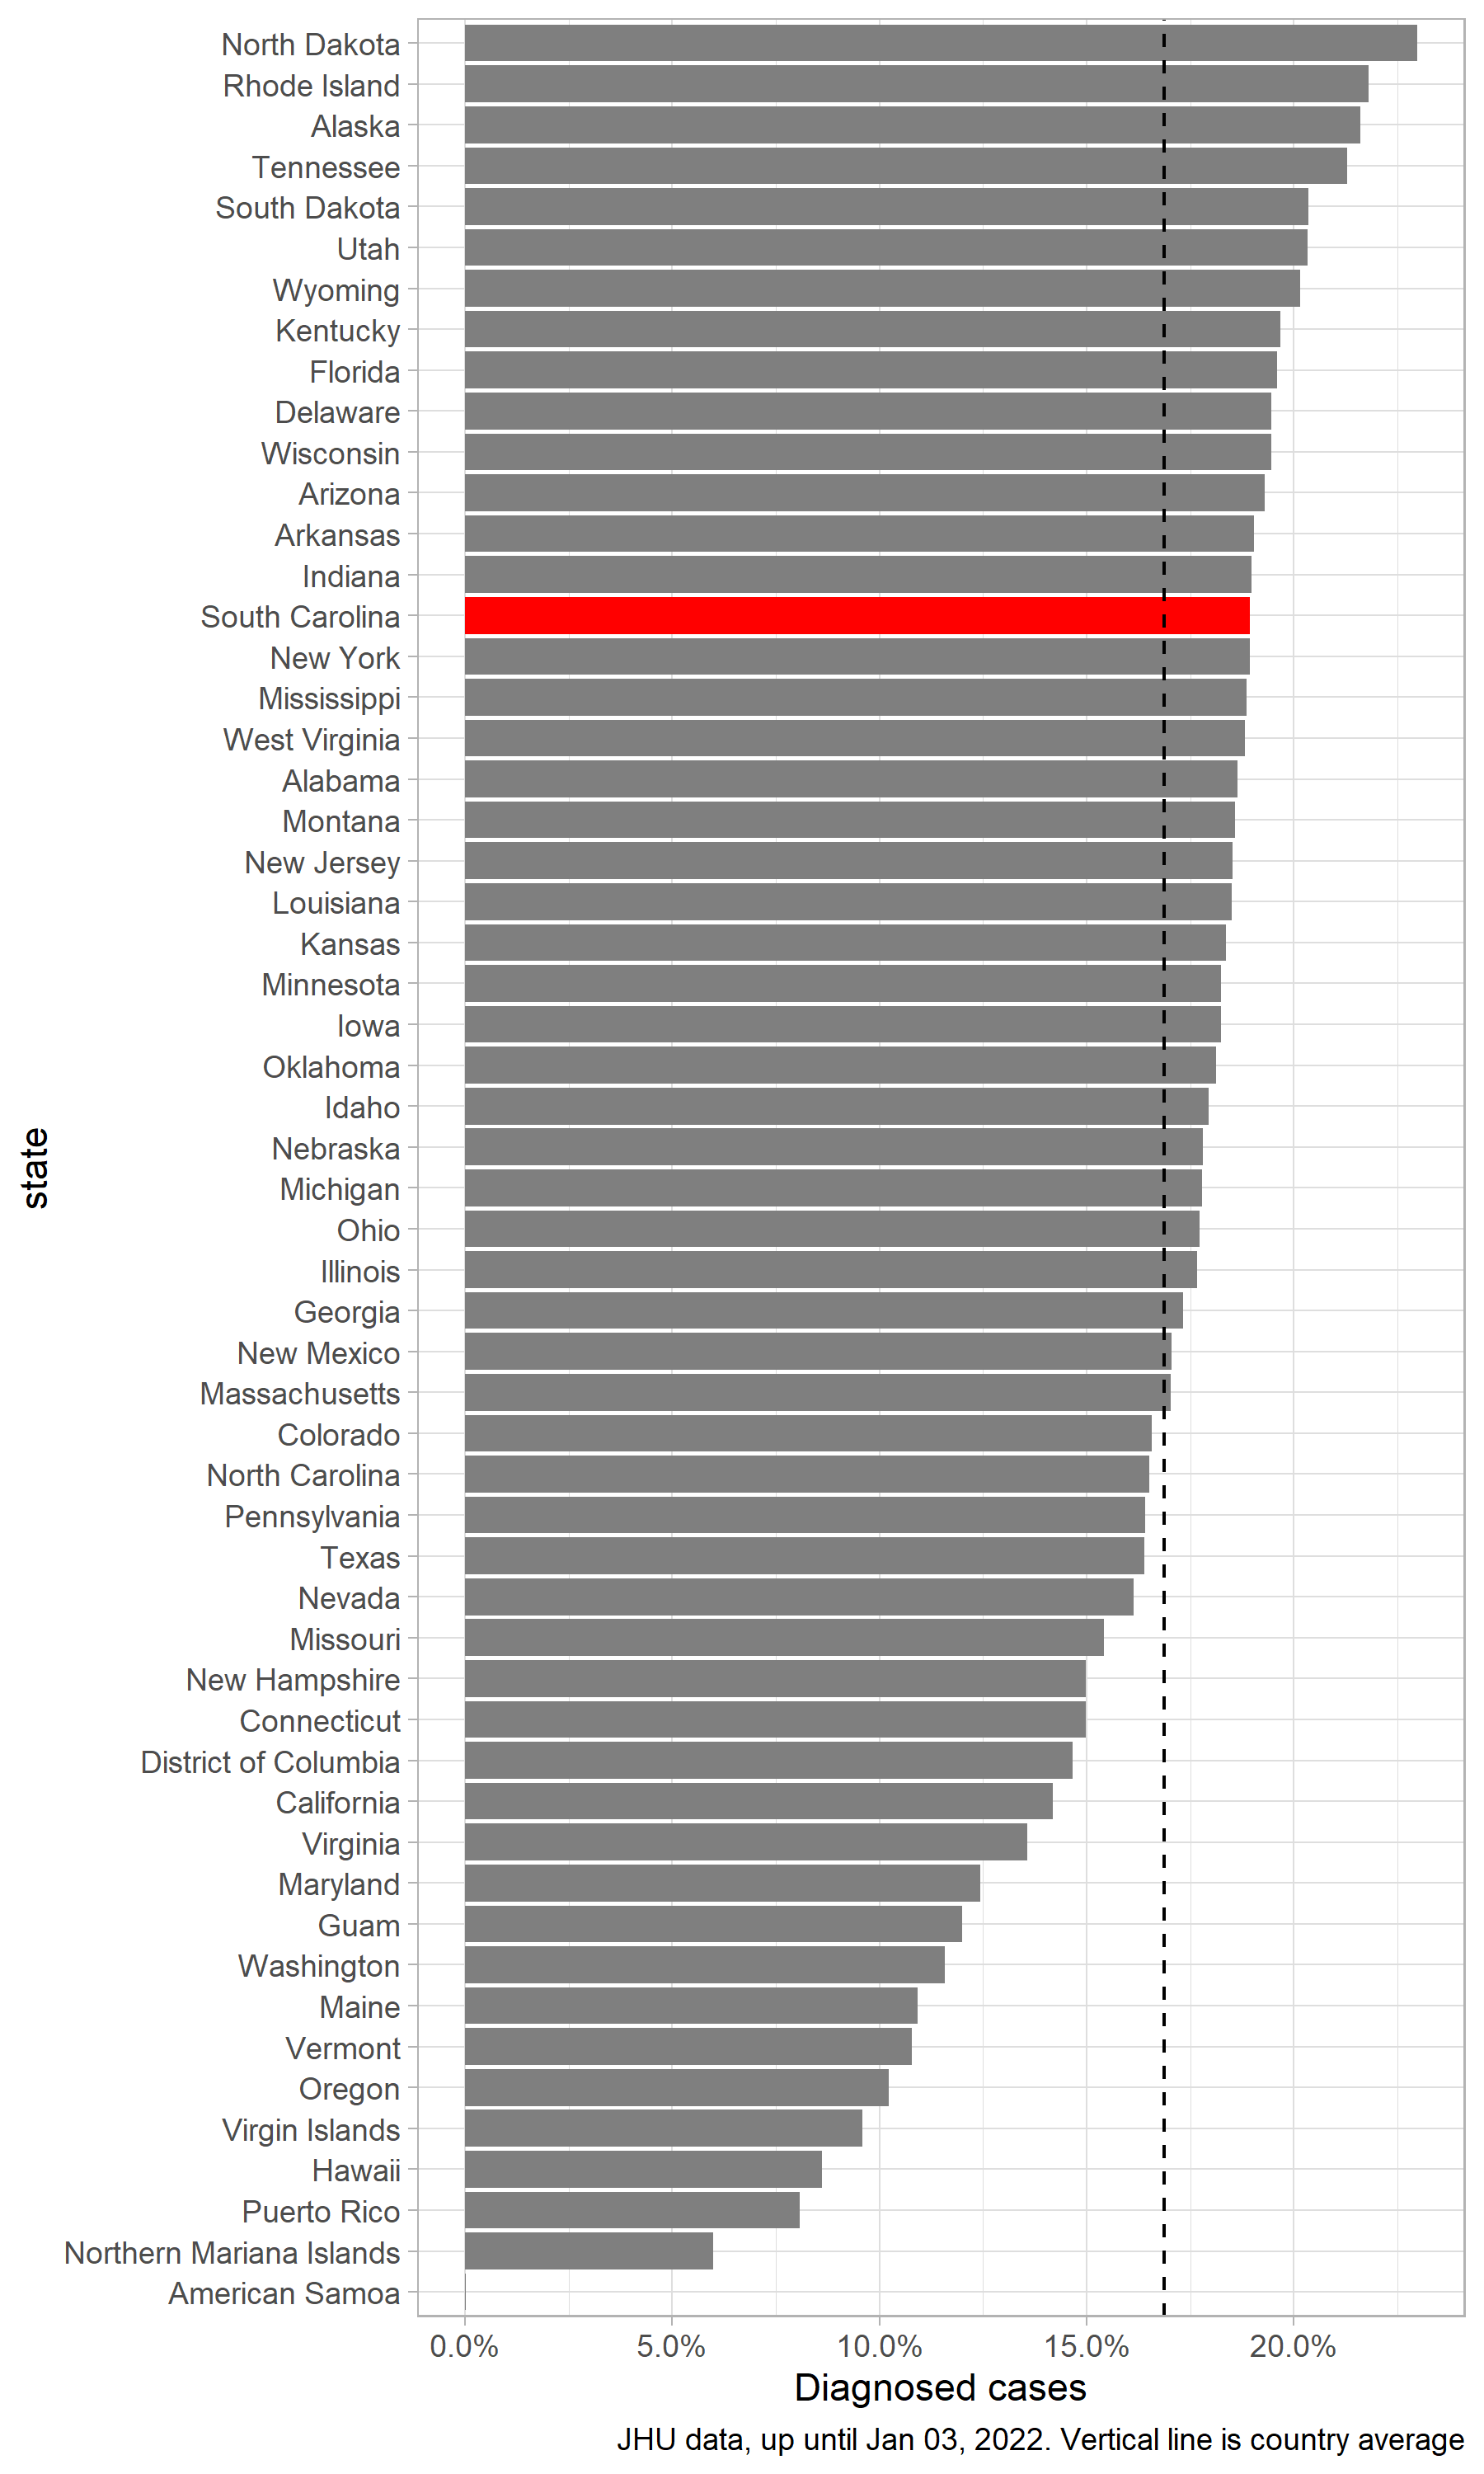 North Dakota
Rhode Island
Alaska
Tennessee
South Dakota
Utah
Wyoming
Kentucky
Florida
Delaware
Wisconsin
Arizona
Arkansas
Indiana
South Carolina
New York
Mississippi
West Virginia
Alabama
Montana
New Jersey
Louisiana
Kansas
Minnesota
Iowa
Oklahoma
Idaho
Nebraska
Michigan
Ohio
Illinois
Georgia
New Mexico
Massachusetts
Colorado
North Carolina
Pennsylvania
Texas
Nevada
Missouri
New Hampshire
Connecticut
District of Columbia
California
Virginia
Maryland
Guam
Washington
Maine
Vermont
Oregon
Virgin Islands
Hawaii
Puerto Rico
Northern Mariana Islands
American Samoa
state
0.0% 5.0% 10.0% 15.0% 20.0%
Diagnosed cases
JHU data, up until Jan 03, 2022. Vertical line is country average